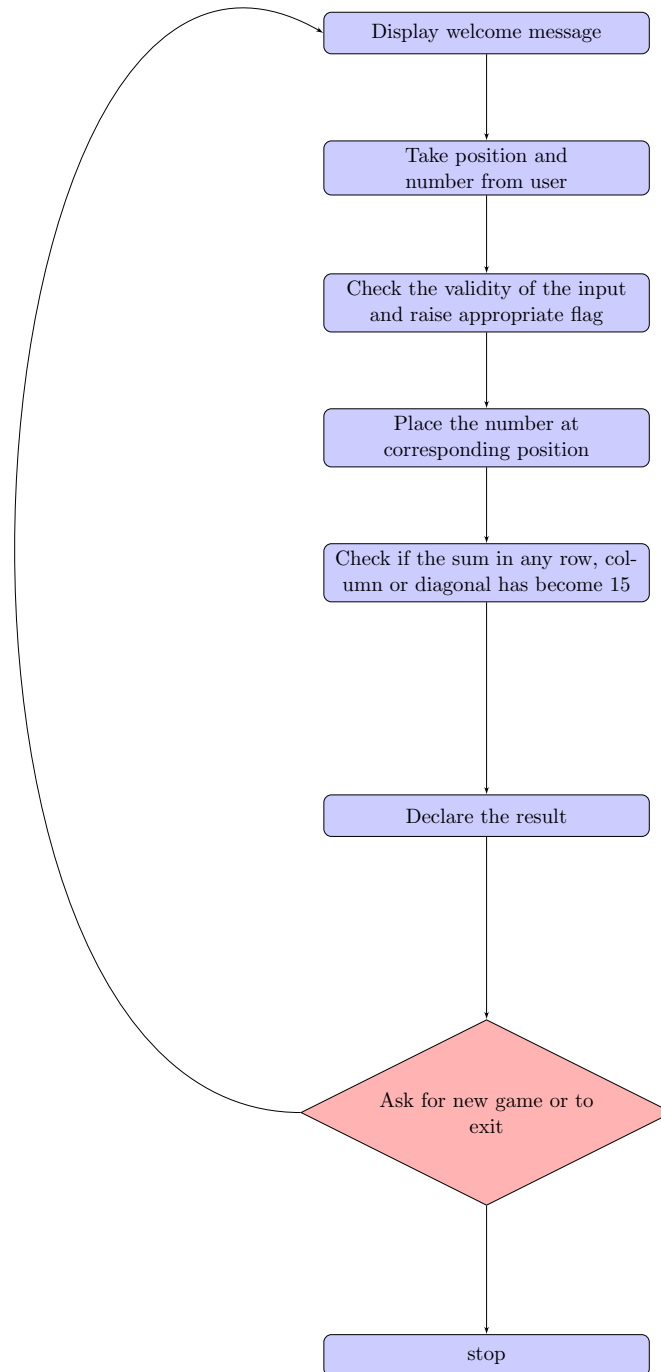 Display welcome message
Take position and
number from user
Check the validity of the input
and raise appropriate flag
Place the number at
corresponding position
Check if the sum in any row, col-
umn or diagonal has become 15
Declare the result
Ask for new game or to
exit
stop